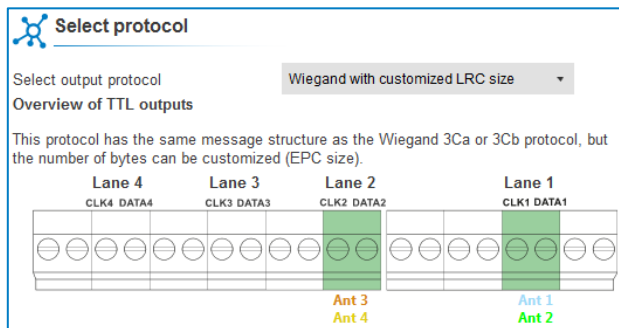 Select protocol
Select output protocol
Wiegand with customized LRC size
Overview of TTL outputs
This protocol has the same message structure as the Wiegand 3Ca or 3Cb protocol, but
the number of bytes can be customized (EPC size).
Lane 4 Lane 3 Lane 2 Lane 1
CLK4 DATA4 CLK3 DATA3 CLK2 DATA2 CLK1 DATA1
Ant 3 Ant 1
Ant 4 Ant 2